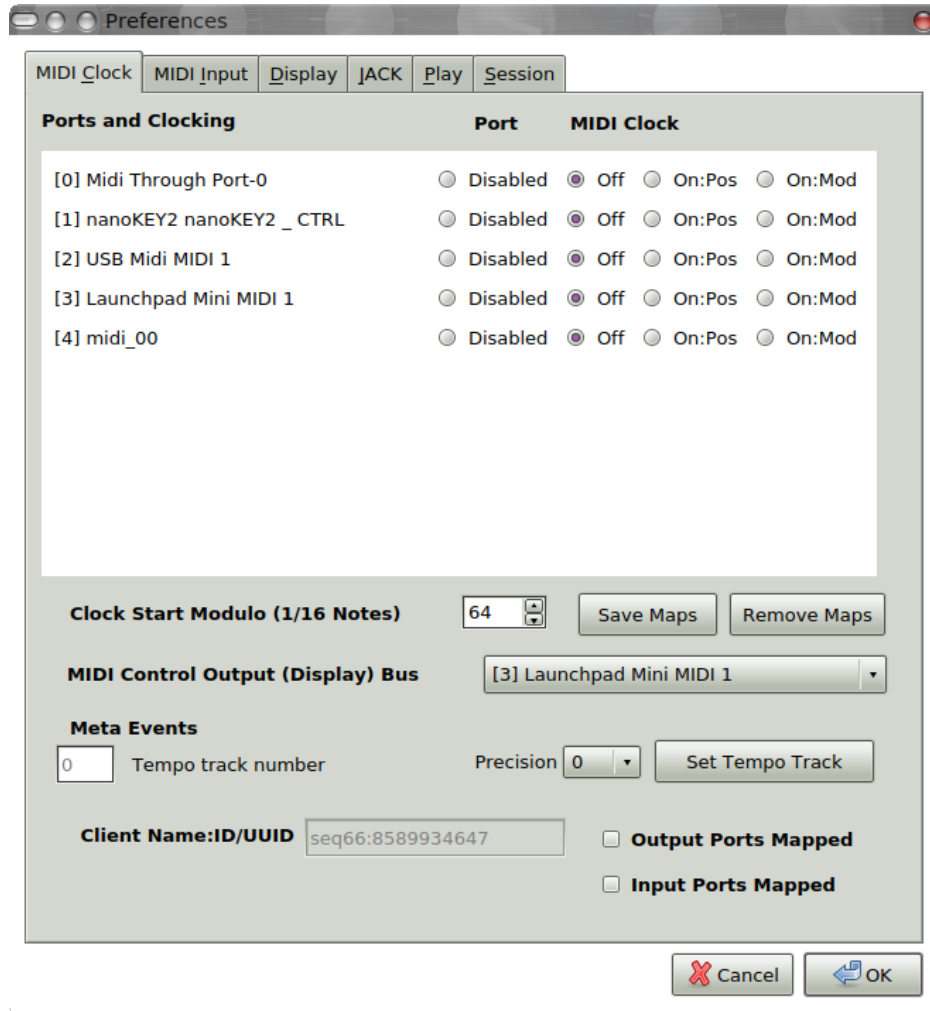 Preferences
MIDI Clock MIDI Input Display JACK Play Session
Ports and Clocking Port MIDI Clock
[0] Midi Through Port-0 Disabled Off On:Pos On:Mod
[1] nanoKEY2 nanoKEY2 _ CTRL Disabled Off On:Pos On:Mod
[2] USB Midi MIDI 1 Disabled Off On:Pos On:Mod
[3] Launchpad Mini MIDI 1 Disabled Off On:Pos On:Mod
[4] midi_00 Disabled Off On:Pos On:Mod
Clock Start Modulo (1/16 Notes) 64 Save Maps Remove Maps
MIDI Control Output (Display) Bus [3] Launchpad Mini MIDI 1
Meta Events
0 Tempo track number Precision 0 Set Tempo Track
Client Name:ID/UUID seq66:8589934647 Output Ports Mapped
Input Ports Mapped
Cancel OK